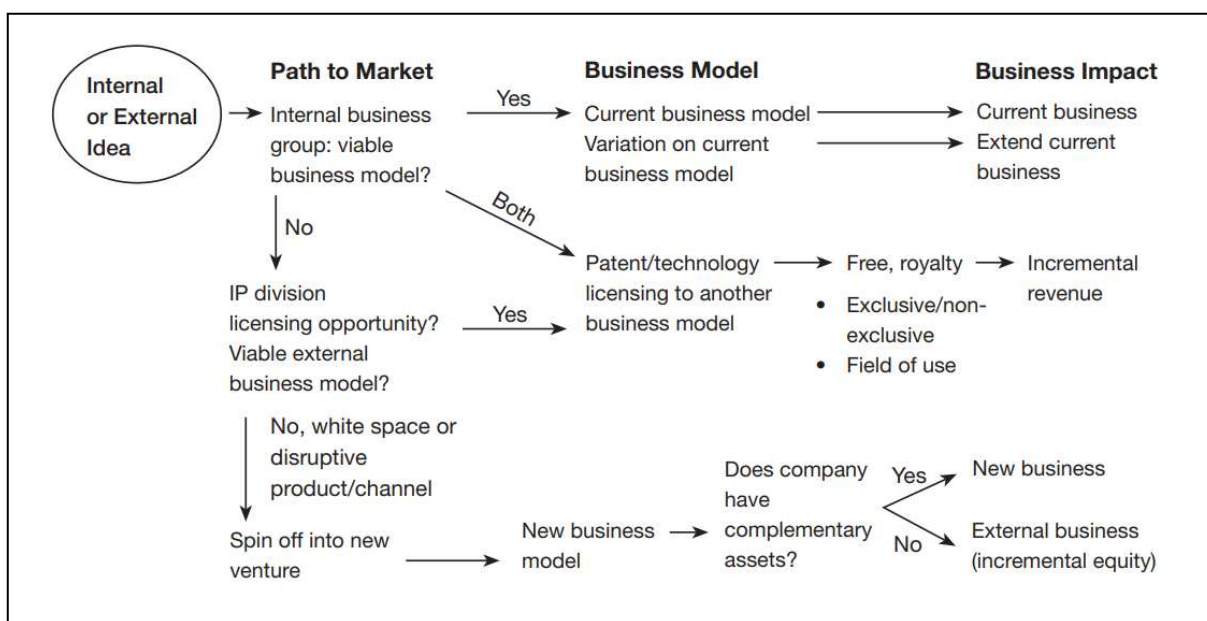 Internal
or External
Idea
Path to Market
Business Model
Business Impact
Internal business
group: viable
business model?
Yes
Current business model
Variation on current
business model
Current business
Extend current
business
Both
No
IP division
licensing opportunity?
Viable external
business model?
Yes
Patent/technology
licensing to another
business model
Free, royalty
• Exclusive/non-
exclusive
• Field of use
Incremental
revenue
No, white space or
disruptive
product/channel
Spin off into new
venture
New business
model
Does company
have
complementary
assets?
Yes
New business
No
External business
(incremental equity)